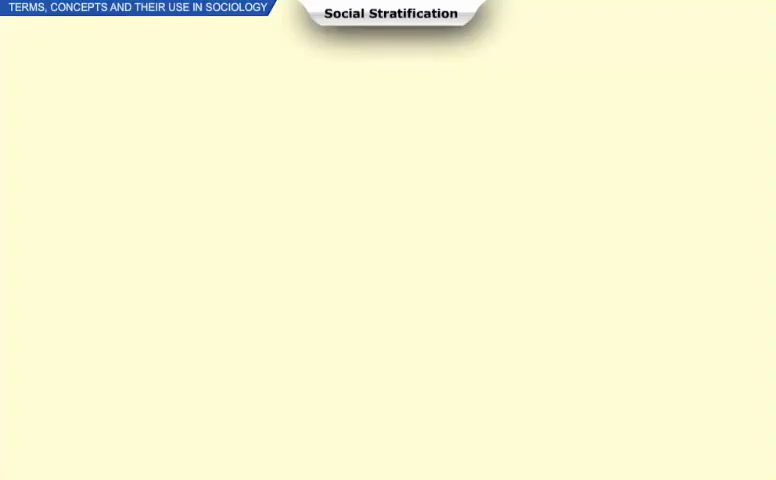 TERMS, CONCEPTS AND THEIR USE IN SOCIOLOGY
Social Stratification